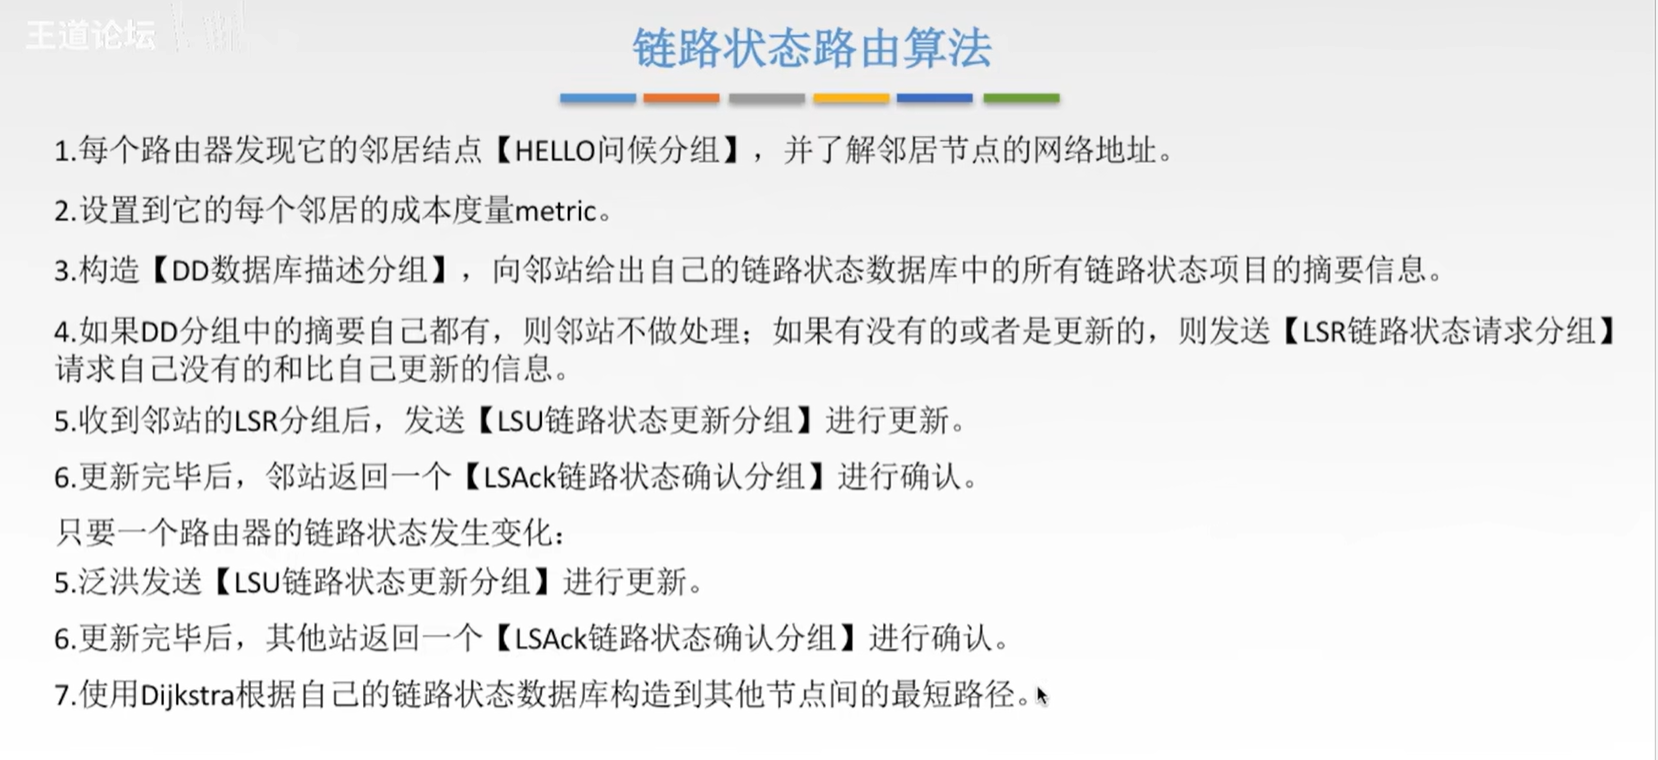 王道论坛
链路状态路由算法
1.每个路由器发现它的邻居结点【HELLO问候分组】，并了解邻居节点的网络地址。
2.设置到它的每个邻居的成本度量metric。
3.构造【DD数据库描述分组】，向邻站给出自己的链路状态数据库中的所有链路状态项目的摘要信息。
4.如果DD分组中的摘要自己都有，则邻站不做处理；如果有没有的或者是更新的，则发送【LSR链路状态请求分组】
请求自己没有的和比自己更新的信息。
5.收到邻站的LSR分组后，发送【LSU链路状态更新分组】进行更新。
6.更新完毕后，邻站返回一个【LSAck链路状态确认分组】进行确认。
只要一个路由器的链路状态发生变化：
5.泛洪发送【LSU链路状态更新分组】进行更新。
6.更新完毕后，其他站返回一个【LSAck链路状态确认分组】进行确认。
7.使用Dijkstra根据自己的链路状态数据库构造到其他节点间的最短路径。